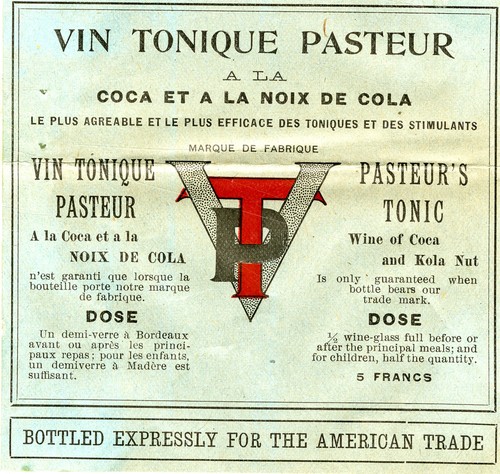 VIN TONIQUE PASTEUR
A LA
COCA ET A LA NOIX DE COLA
LE PLUS AGREABLE ET LE PLUS EFFICACE DES TONIQUES ET DES STIMULANTS
MARQUE DE FABRIQUE
VIN TONIQUE
PASTEUR
A la Coca et a la
NOIX DE COLA
n'est garanti que lorsque la
bouteille porte notre marque
de fabrique.
DOSE
Un demi-verre à Bordeaux
avant ou après les princi-
paux repas; pour les enfants,
un demiverre à Madère est
suffisant.
VTP
PASTEUR'S
TONIC
Wine of Coca
and Kola Nut
Is only guaranteed when
bottle bears our
trade mark.
DOSE
½ wine-glass full before or
after the principal meals; and
for children, half the quantity.
5 FRANCS
BOTTLED EXPRESSLY FOR THE AMERICAN TRADE